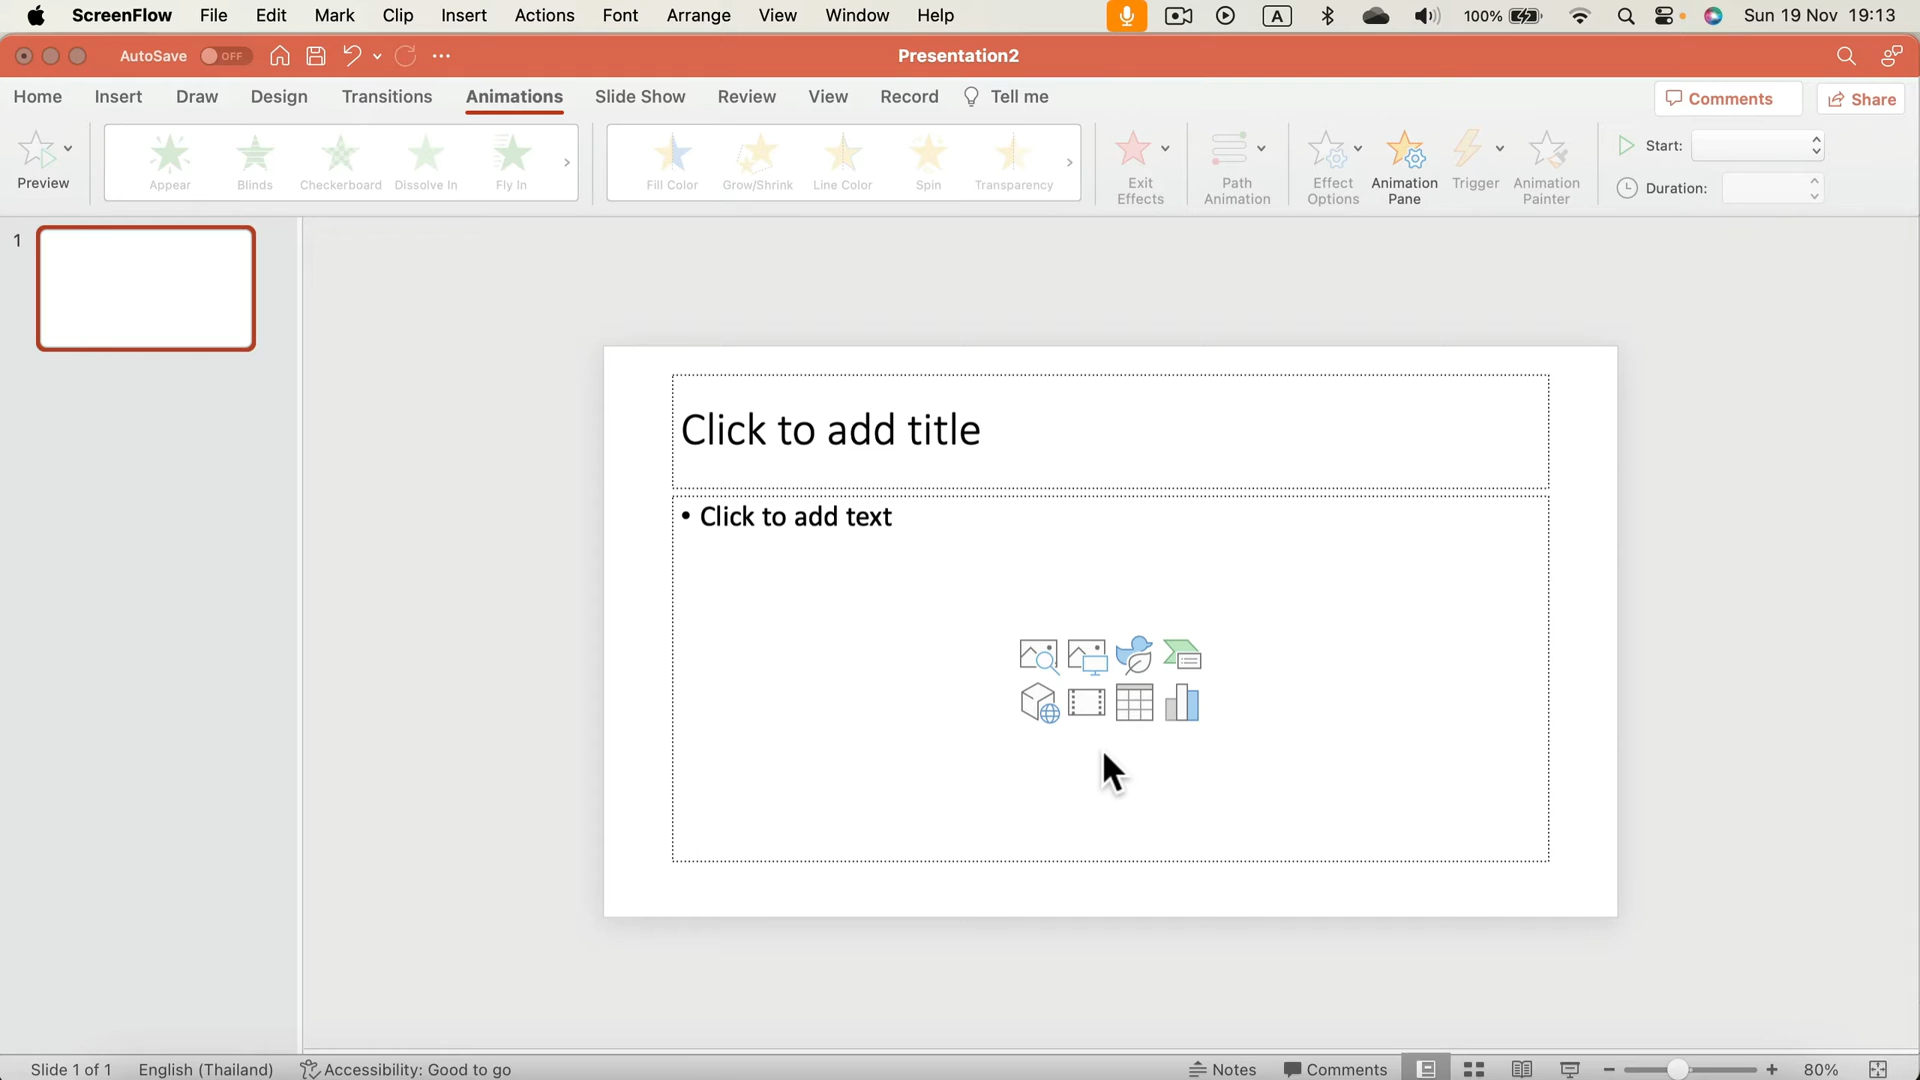 ScreenFlow File Edit Mark Clip Insert Actions Font Arrange View Window Help A 100% Sun 19 Nov 19:13
AutoSave OFF Presentation2
Home Insert Draw Design Transitions Animations Slide Show Review View Record Tell me Comments Share
Preview Appear Blinds Checkerboard Dissolve In Fly In Fill Color Grow/Shrink Line Color Spin Transparency Exit Effects Path Animation Effect Options Animation Pane Trigger Animation Painter
Start:
Duration:
1
Click to add title
• Click to add text
Slide 1 of 1 English (Thailand) Accessibility: Good to go Notes Comments 80%